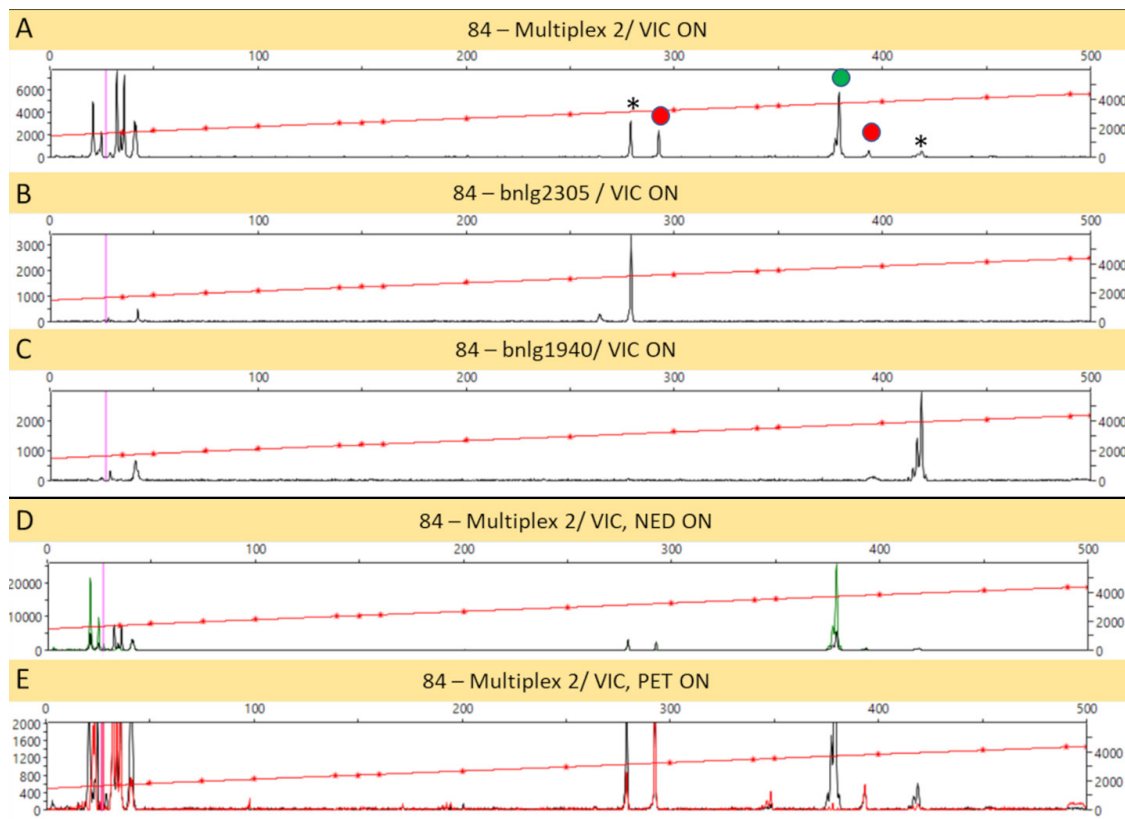 A 84 – Multiplex 2/ VIC ON
0 100 200 300 400 500
6000 4000
4000 2000
2000
0 0
* *
B 84 – bnlg2305 / VIC ON
0 100 200 300 400 500
3000 4000
2000
1000 2000
0 0
C 84 – bnlg1940/ VIC ON
0 100 200 300 400 500
2000 4000
1000 2000
0 0
D 84 – Multiplex 2/ VIC, NED ON
0 100 200 300 400 500
20000 4000
10000 2000
0 0
E 84 – Multiplex 2/ VIC, PET ON
0 100 200 300 400 500
2000
1600 4000
1200
800 2000
400
0 0